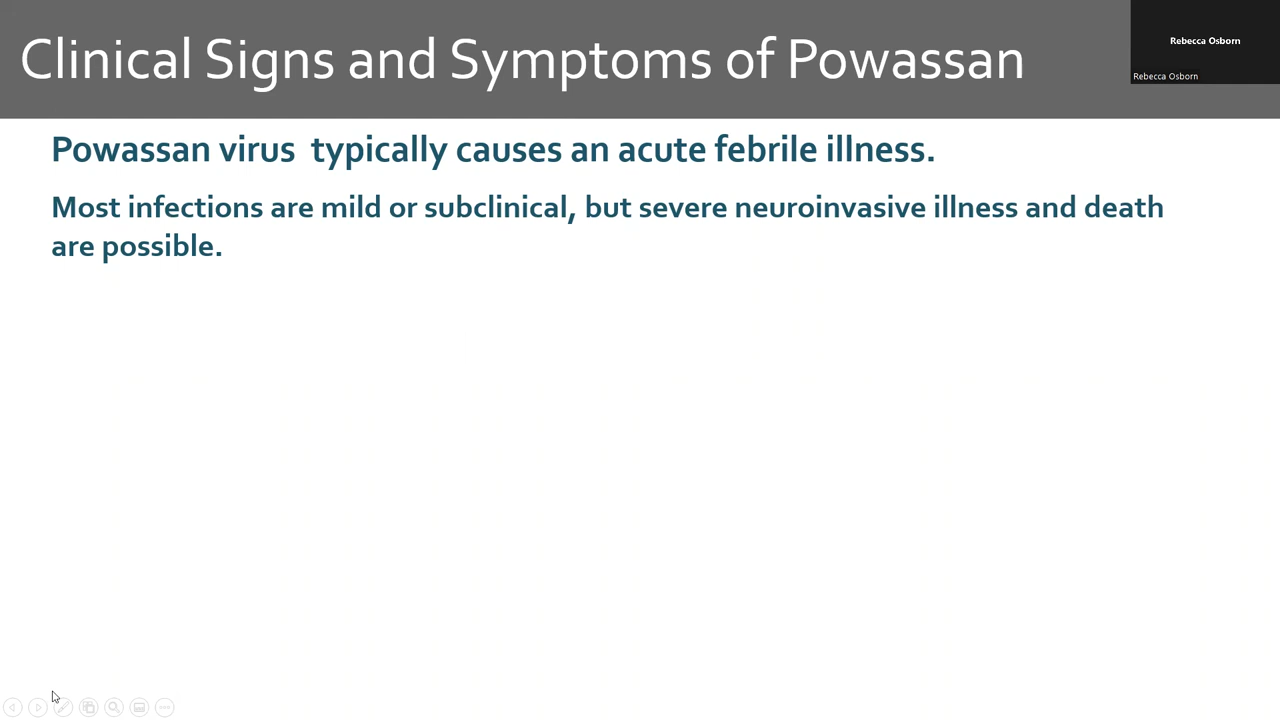 Clinical Signs and Symptoms of Powassan
Rebecca Osborn
Rebecca Osborn
Powassan virus  typically causes an acute febrile illness.
Most infections are mild or subclinical, but severe neuroinvasive illness and death
are possible.